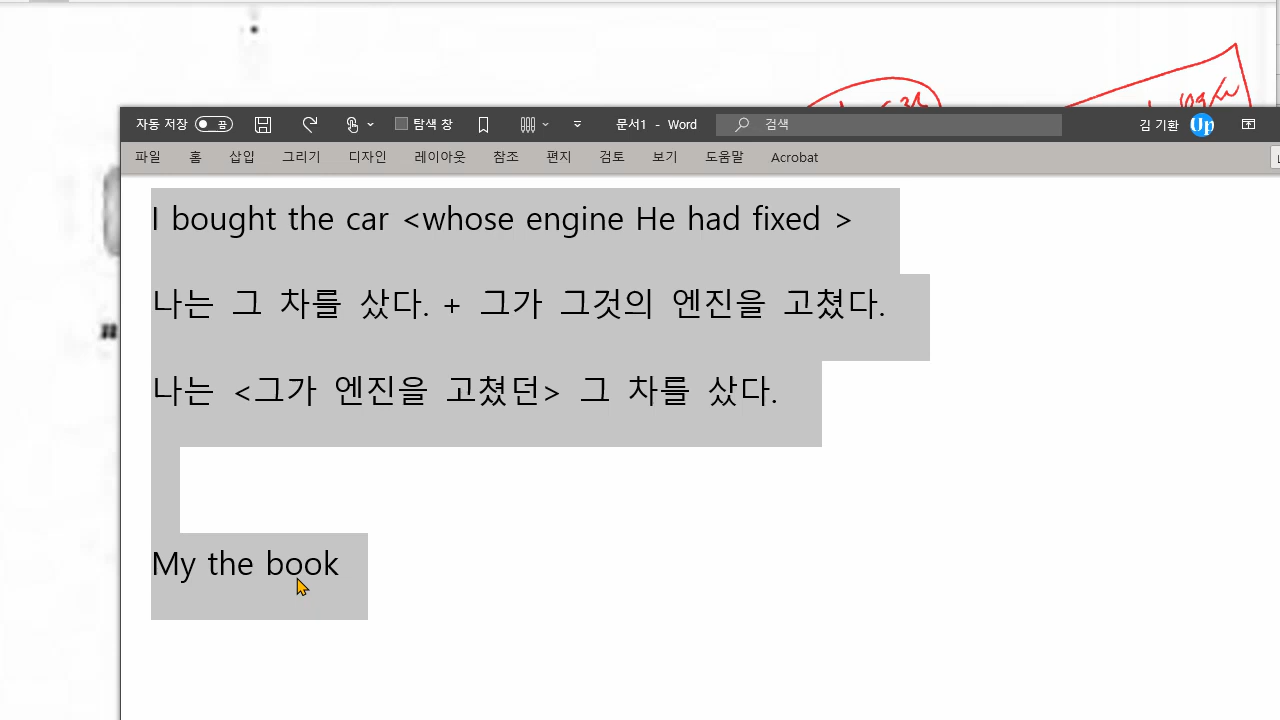 자동 저장 공 탐색 창 문서1 - Word 검색 김 기환 Up
파일 홈 삽입 그리기 디자인 레이아웃 참조 편지 검토 보기 도움말 Acrobat
I bought the car <whose engine He had fixed >
나는 그 차를 샀다. + 그가 그것의 엔진을 고쳤다.
나는 <그가 엔진을 고쳤던> 그 차를 샀다.
My the book